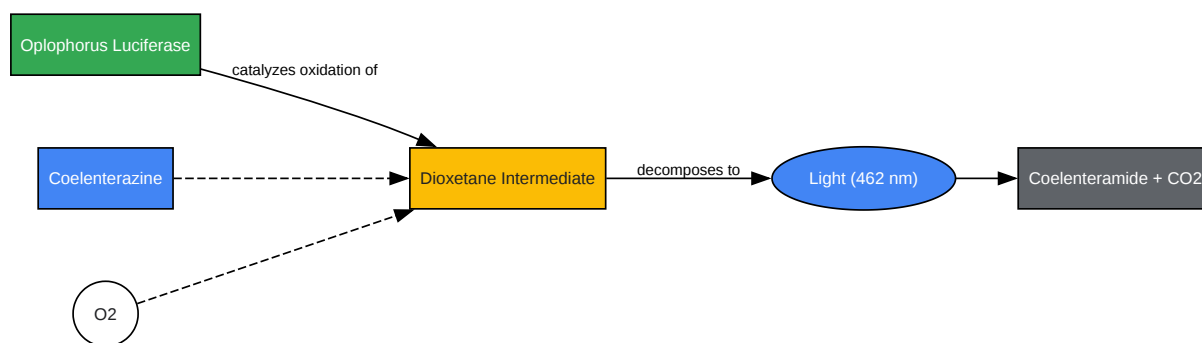 Oplophorus Luciferase
catalyzes oxidation of
Coelenterazine
Dioxetane Intermediate
decomposes to
Light (462 nm)
Coelenteramide + CO2
O2